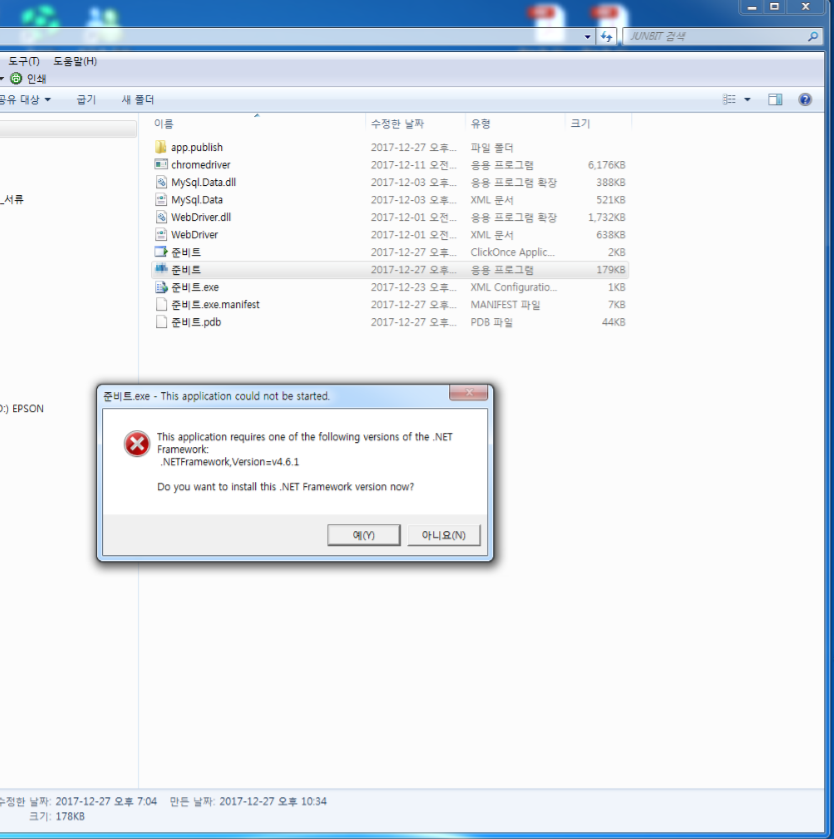 JUNBIT 검색
도구(T) 도움말(H)
인쇄
공유 대상 굽기 새 폴더
이름 수정한 날짜 유형 크기
app.publish 2017-12-27 오후... 파일 폴더
chromedriver 2017-12-11 오전... 응용 프로그램 6,176KB
MySql.Data.dll 2017-12-03 오후... 응용 프로그램 확장 388KB
MySql.Data 2017-12-03 오후... XML 문서 521KB
WebDriver.dll 2017-12-01 오전... 응용 프로그램 확장 1,732KB
WebDriver 2017-12-01 오전... XML 문서 638KB
준비트 2017-12-27 오후... ClickOnce Applic... 2KB
준비트 2017-12-27 오후... 응용 프로그램 179KB
준비트.exe 2017-12-23 오후... XML Configuratio... 1KB
준비트.exe.manifest 2017-12-27 오후... MANIFEST 파일 7KB
준비트.pdb 2017-12-27 오후... PDB 파일 44KB
_서류
:) EPSON
준비트.exe - This application could not be started.
This application requires one of the following versions of the .NET
Framework:
.NETFramework,Version=v4.6.1
Do you want to install this .NET Framework version now?
예(Y) 아니요(N)
수정한 날짜: 2017-12-27 오후 7:04 만든 날짜: 2017-12-27 오후 10:34
크기: 178KB